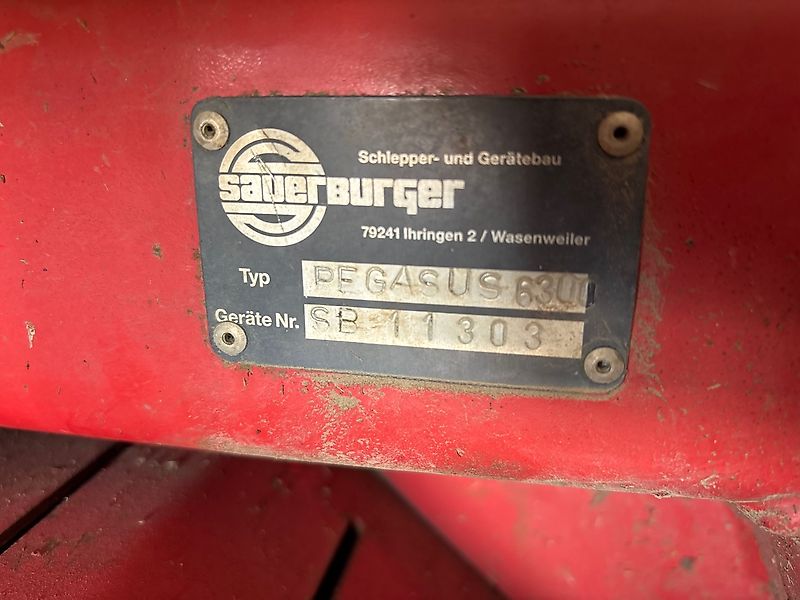 Schlepper- und Gerätebau
sauerburger
79241 Ihringen 2 / Wasenweiler
Typ PEGASUS 6300
Geräte Nr. SB 11303